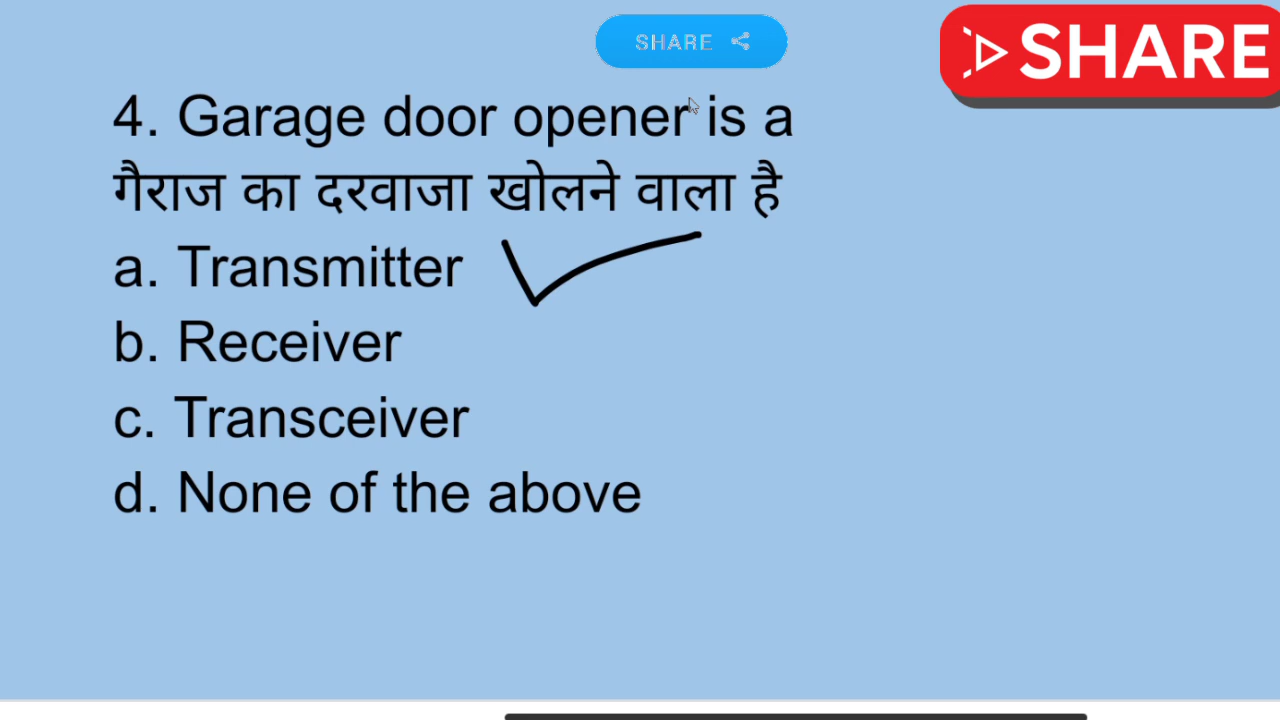 SHARE
SHARE
4. Garage door opener is a
गैराज का दरवाजा खोलने वाला है
a. Transmitter
b. Receiver
c. Transceiver
d. None of the above